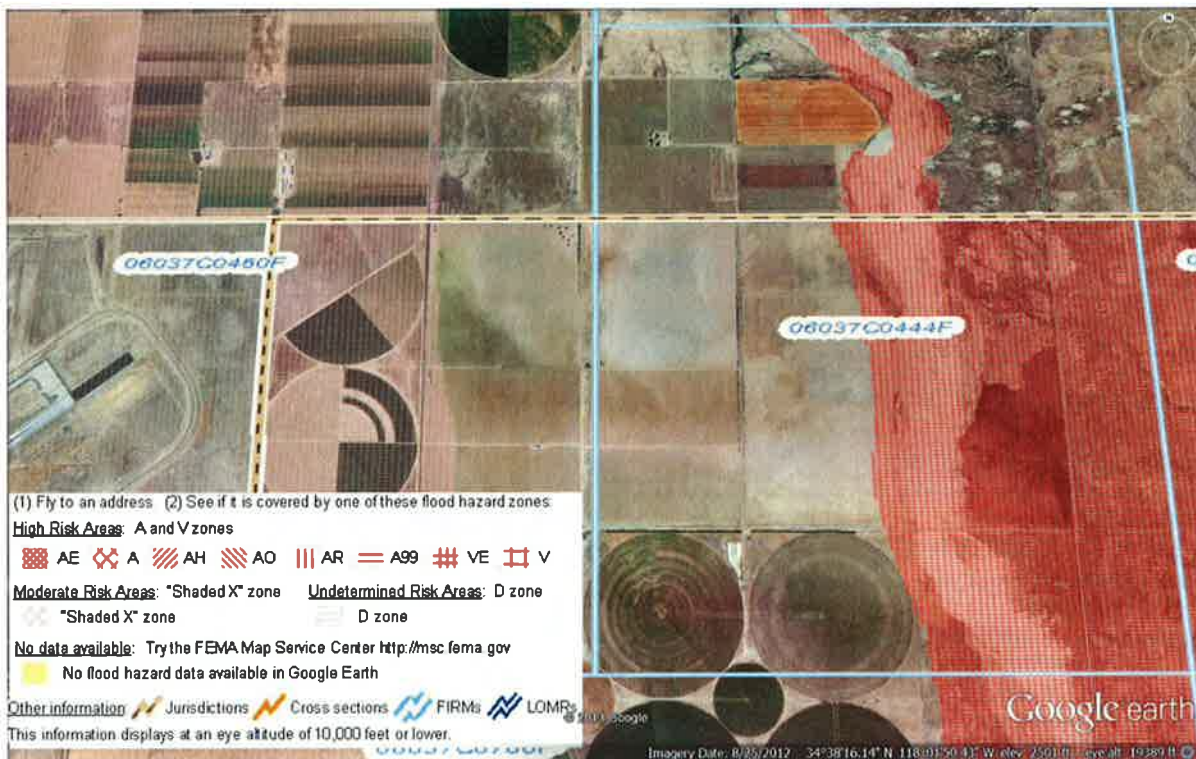 06037C0460F
06037C0444F
(1) Fly to an address (2) See if it is covered by one of these flood hazard zones:
High Risk Areas: A and V zones
AE A AH AO AR A99 VE V
Moderate Risk Areas: "Shaded X" zone Undetermined Risk Areas: D zone
"Shaded X" zone D zone
No data available: Try the FEMA Map Service Center http://msc.fema.gov
No flood hazard data available in Google Earth
Other information Jurisdictions Cross sections FIRMs LOMRs
Google
This information displays at an eye altitude of 10,000 feet or lower.
Google earth
Imagery Date: 8/25/2012 34°38'16.14" N W elev 2501 ft eye alt 19389 ft